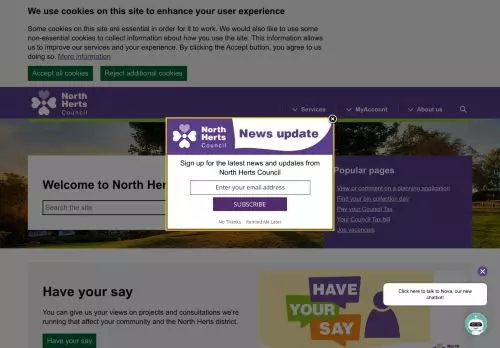 We use cookies on this site to enhance your user experience
Some cookies on this site are essential in order for it to work. We would also like to use some
non-essential cookies to collect information about how you use the site. This information allows
us to improve our services and your experience. By clicking the Accept button, you agree to us
doing so. More information
Accept all cookies
Reject additional cookies
North
Herts
Council
Services
MyAccount
About us
North
Herts
Council
News update
Sign up for the latest news and updates from
North Herts Council
Enter your email address
SUBSCRIBE
No Thanks
Remind Me Later
Welcome to North Her
Search the site
Popular pages
View or comment on a planning application
Find your bin collection day
Pay your Council Tax
Your Council Tax bill
Job vacancies
Have your say
You can give us your views on projects and consultations we're
running that affect your community and the North Herts district.
Have your say
HAVE
YOUR
SAY
North
Click here to talk to Nova, our new
chatbot!